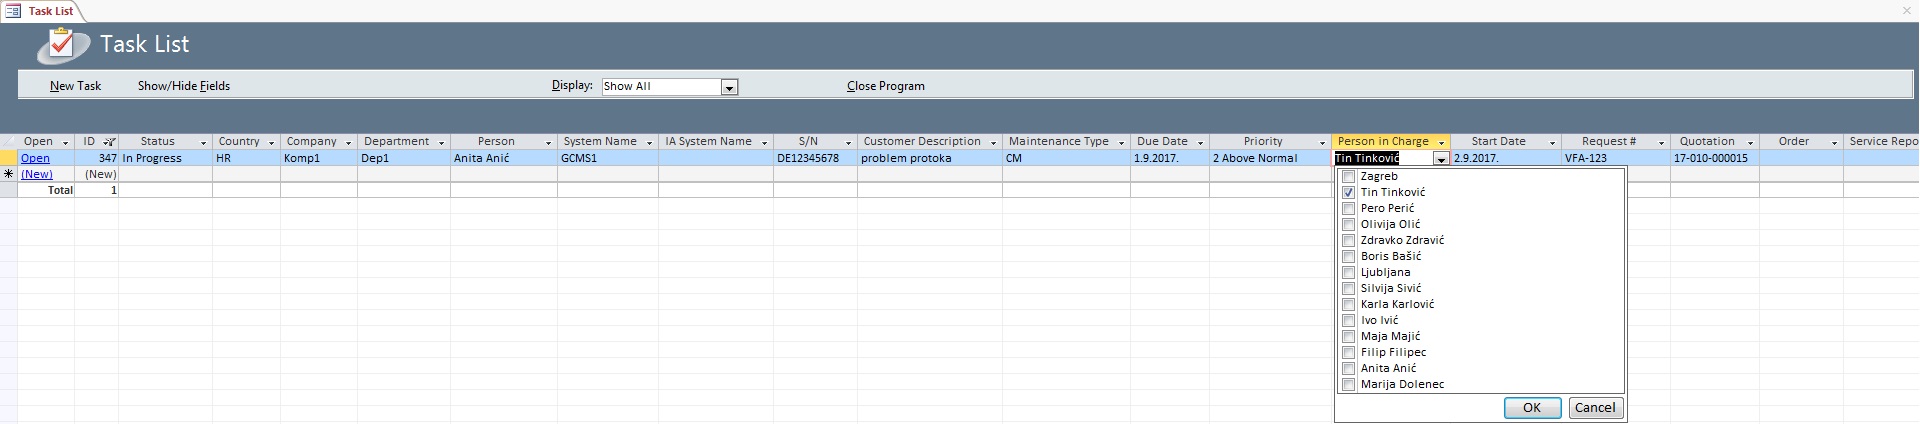 Task List
Task List
New Task Show/Hide Fields Display: Show All Close Program
Open ID Status Country Company Department Person System Name IA System Name S/N Customer Description Maintenance Type Due Date Priority Person in Charge Start Date Request # Quotation Order Service Repo
Open 347 In Progress HR Komp1 Dep1 Anita Anić GCMS1 DE12345678 problem protoka CM 1.9.2017. 2 Above Normal Tin Tinković 2.9.2017. VFA-123 17-010-000015
(New) (New)
Total 1
Zagreb
Tin Tinković
Pero Perić
Olivija Olić
Zdravko Zdravić
Boris Bašić
Ljubljana
Silvija Sivić
Karla Karlović
Ivo Ivić
Maja Majić
Filip Filipec
Anita Anić
Marija Dolenec
OK Cancel